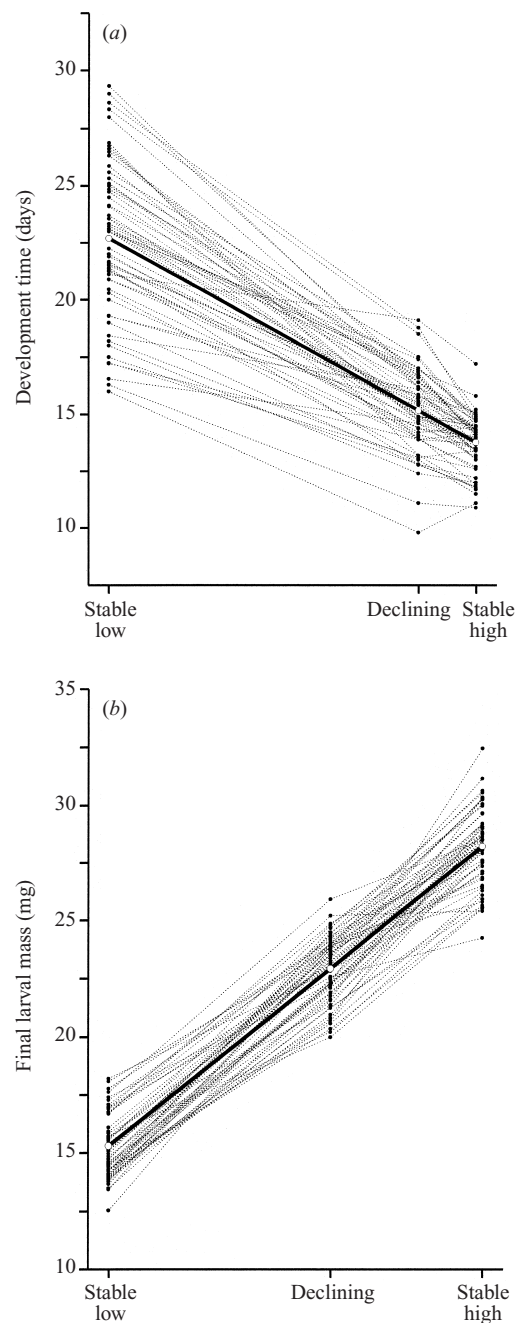 (a)
30
25
20
15
10
Development time (days)
Stable low
Declining
Stable high
(b)
35
30
25
20
15
10
Final larval mass (mg)
Stable low
Declining
Stable high